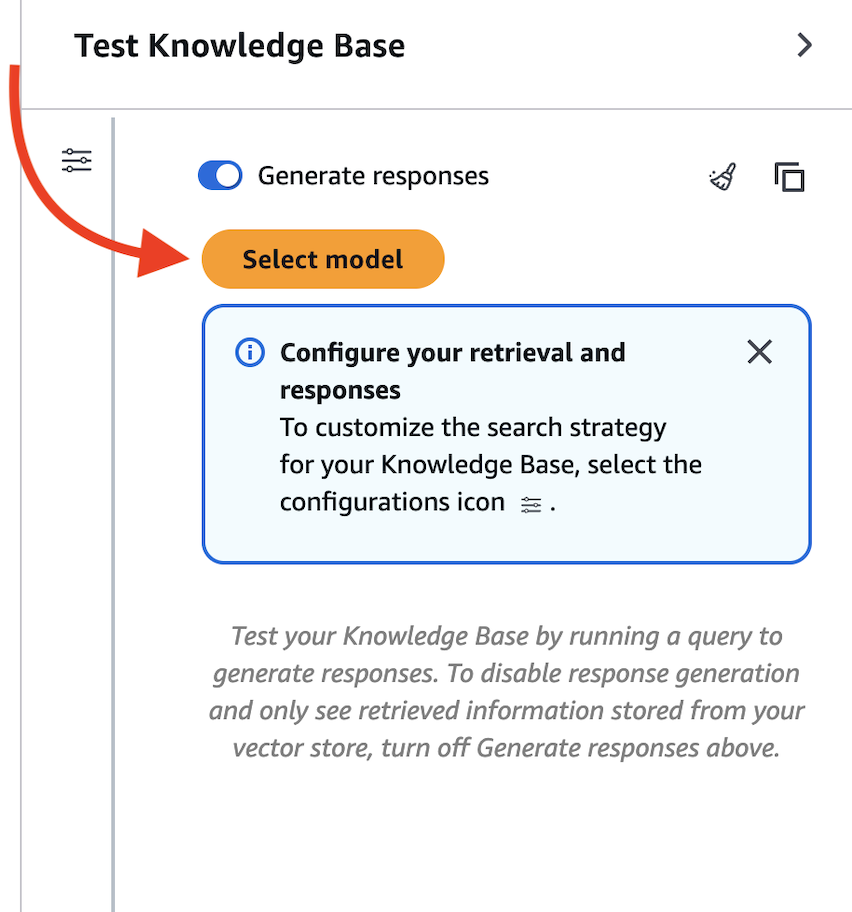 Test Knowledge Base
Generate responses
Select model
Configure your retrieval and
responses
To customize the search strategy
for your Knowledge Base, select the
configurations icon .
Test your Knowledge Base by running a query to
generate responses. To disable response generation
and only see retrieved information stored from your
vector store, turn off Generate responses above.